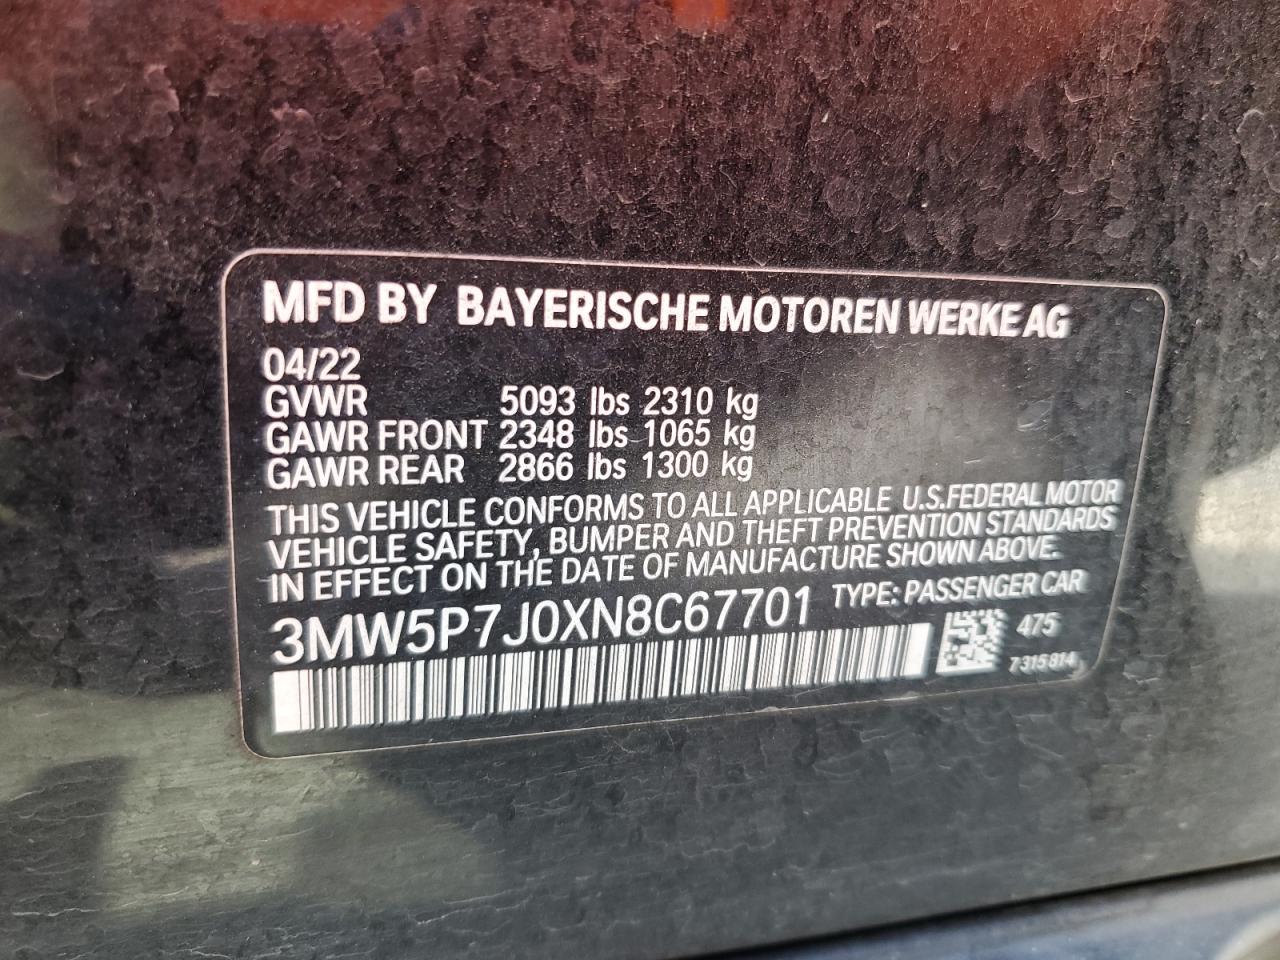 MFD BY BAYERISCHE MOTOREN WERKE AG
04/22
GVWR 5093 lbs 2310 kg
GAWR FRONT 2348 lbs 1065 kg
GAWR REAR 2866 lbs 1300 kg
THIS VEHICLE CONFORMS TO ALL APPLICABLE U.S.FEDERAL MOTOR
VEHICLE SAFETY, BUMPER AND THEFT PREVENTION STANDARDS
IN EFFECT ON THE DATE OF MANUFACTURE SHOWN ABOVE.
3MW5P7J0XN8C67701 TYPE: PASSENGER CAR
475
7315814